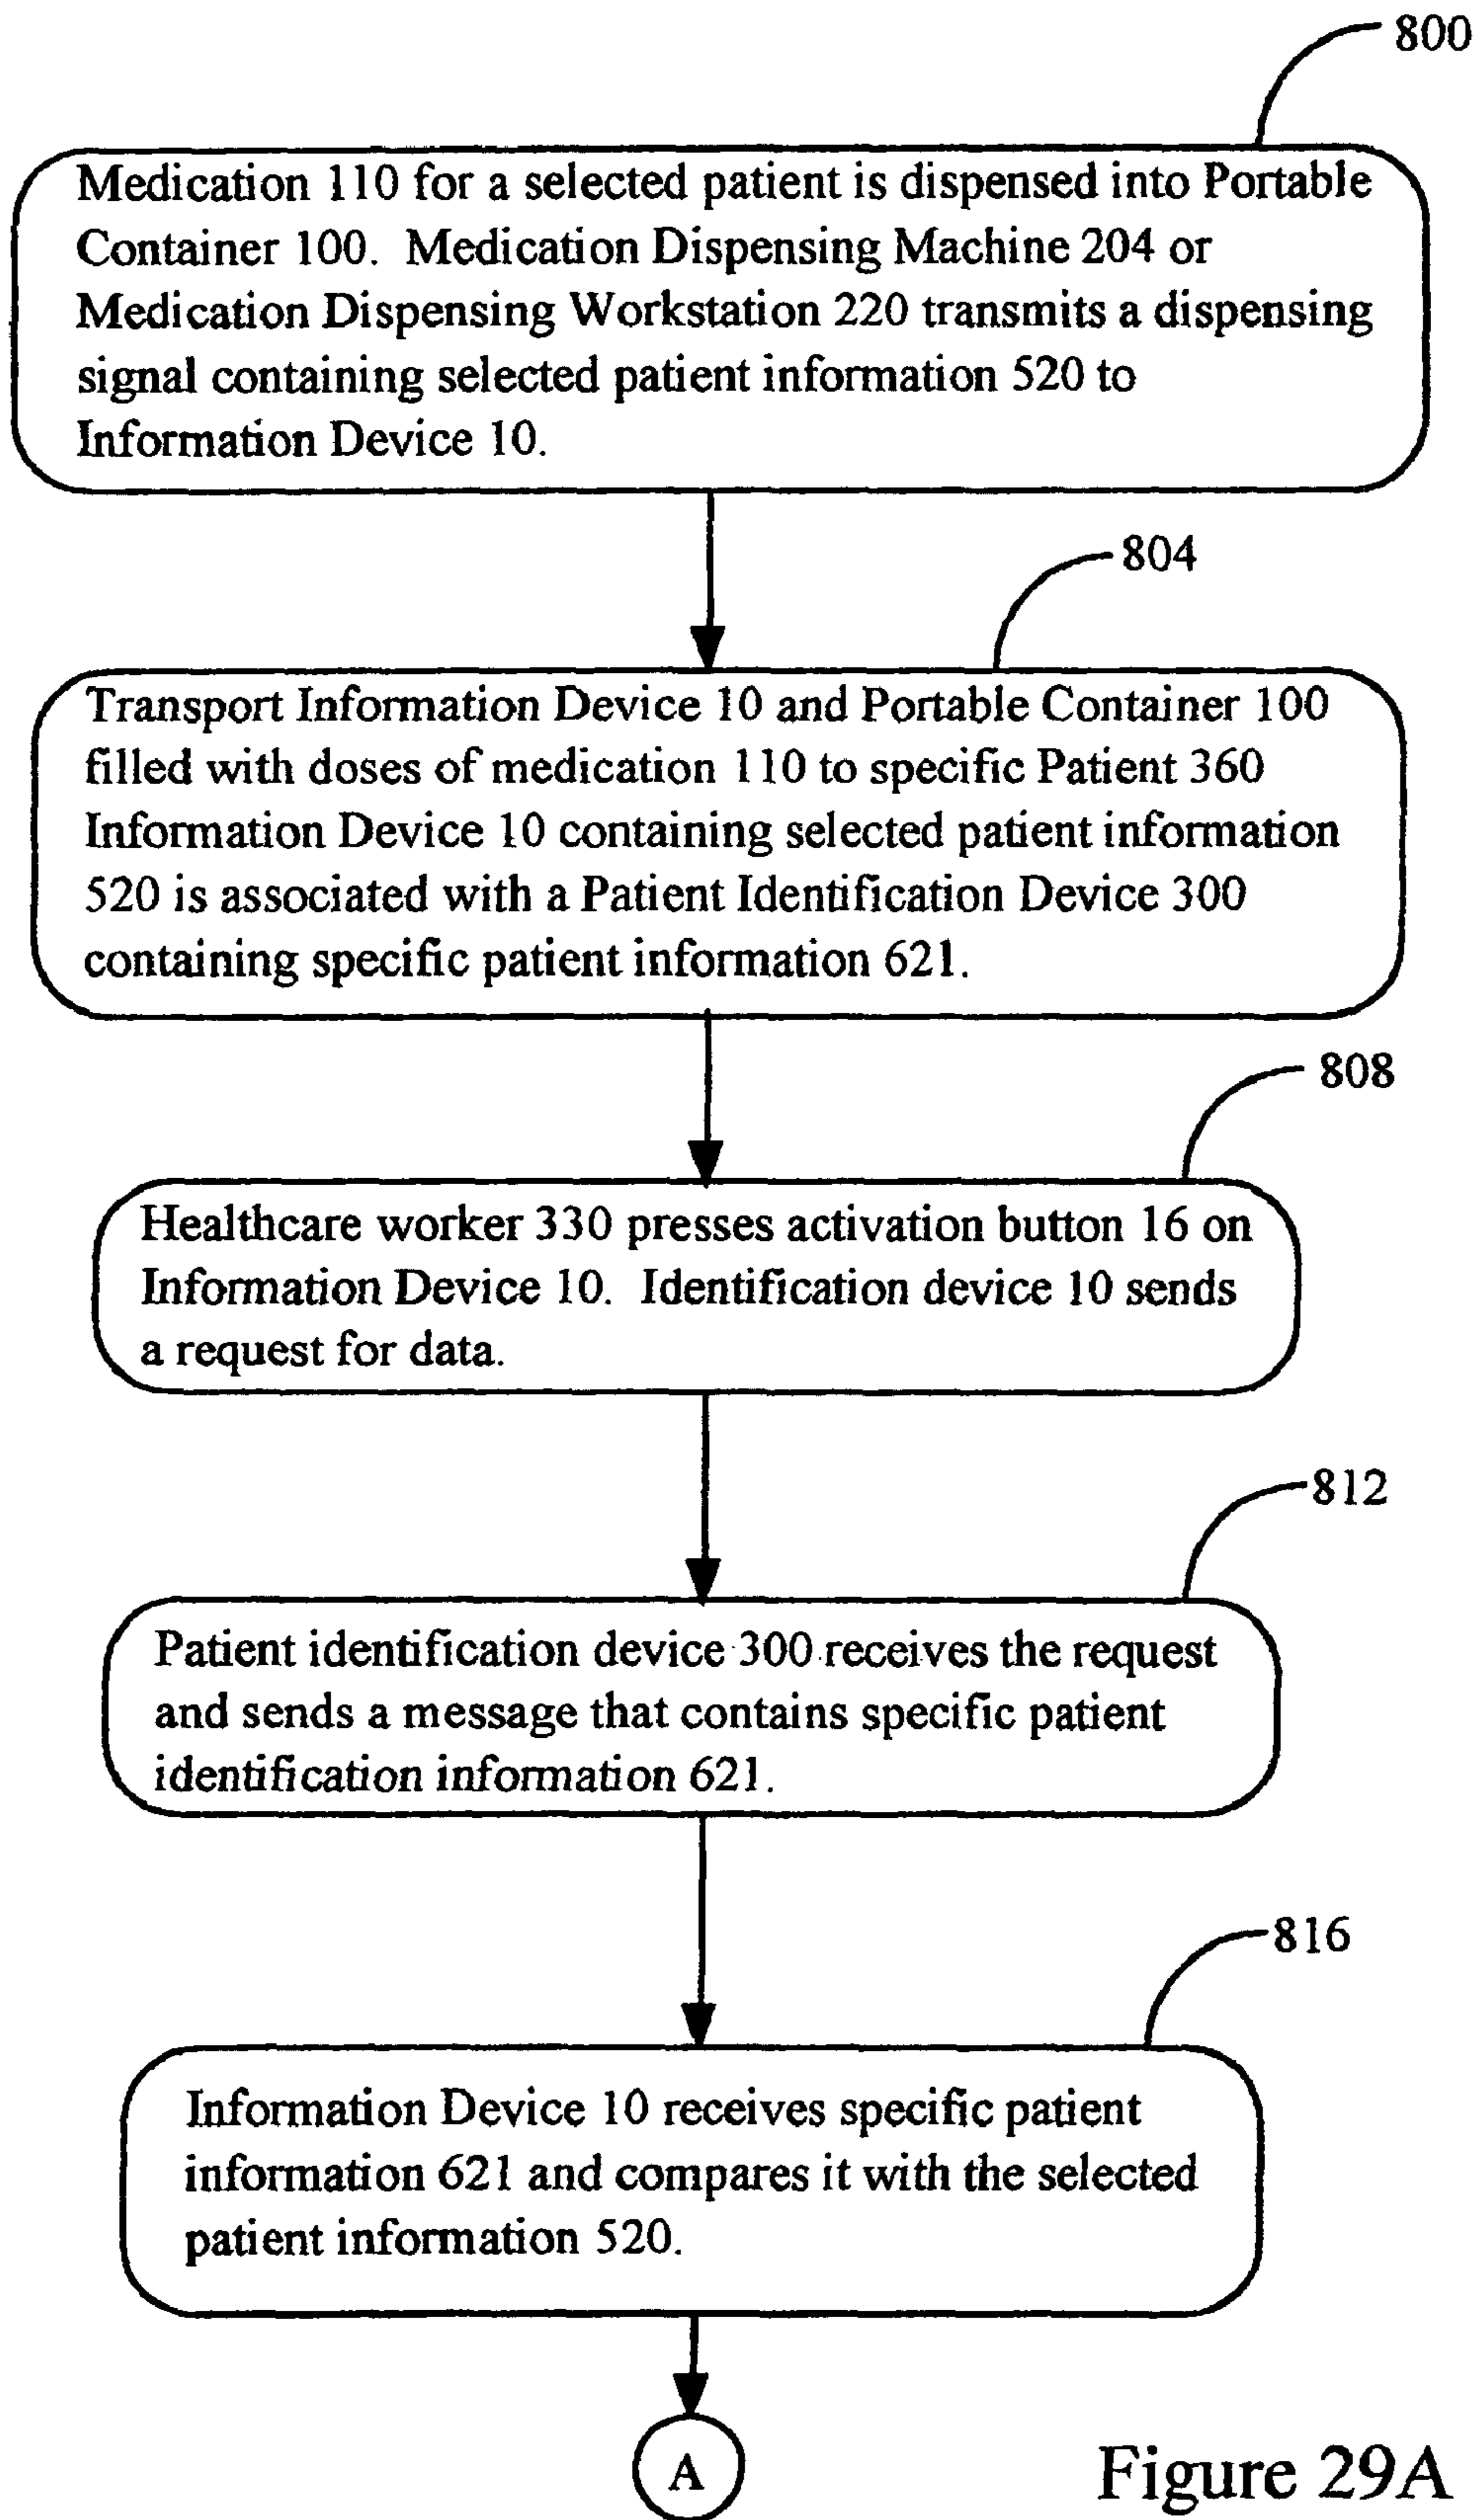 800
Medication 110 for a selected patient is dispensed into Portable
Container 100. Medication Dispensing Machine 204 or
Medication Dispensing Workstation 220 transmits a dispensing
signal containing selected patient information 520 to
Information Device 10.
804
Transport Information Device 10 and Portable Container 100
filled with doses of medication 110 to specific Patient 360
Information Device 10 containing selected patient information
520 is associated with a Patient Identification Device 300
containing specific patient information 621.
808
Healthcare worker 330 presses activation button 16 on
Information Device 10. Identification device 10 sends
a request for data.
812
Patient identification device 300 receives the request
and sends a message that contains specific patient
identification information 621.
816
Information Device 10 receives specific patient
information 621 and compares it with the selected
patient information 520.
A
Figure 29A